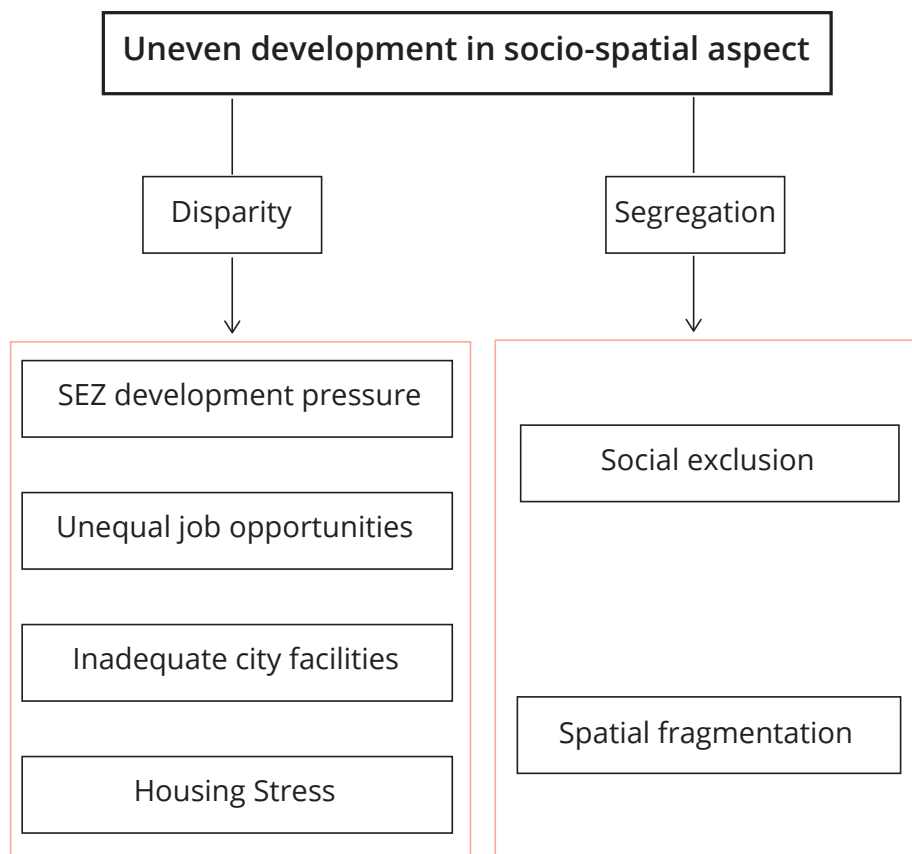 Uneven development in socio-spatial aspect
Disparity
Segregation
SEZ development pressure
Unequal job opportunities
Inadequate city facilities
Housing Stress
Social exclusion
Spatial fragmentation